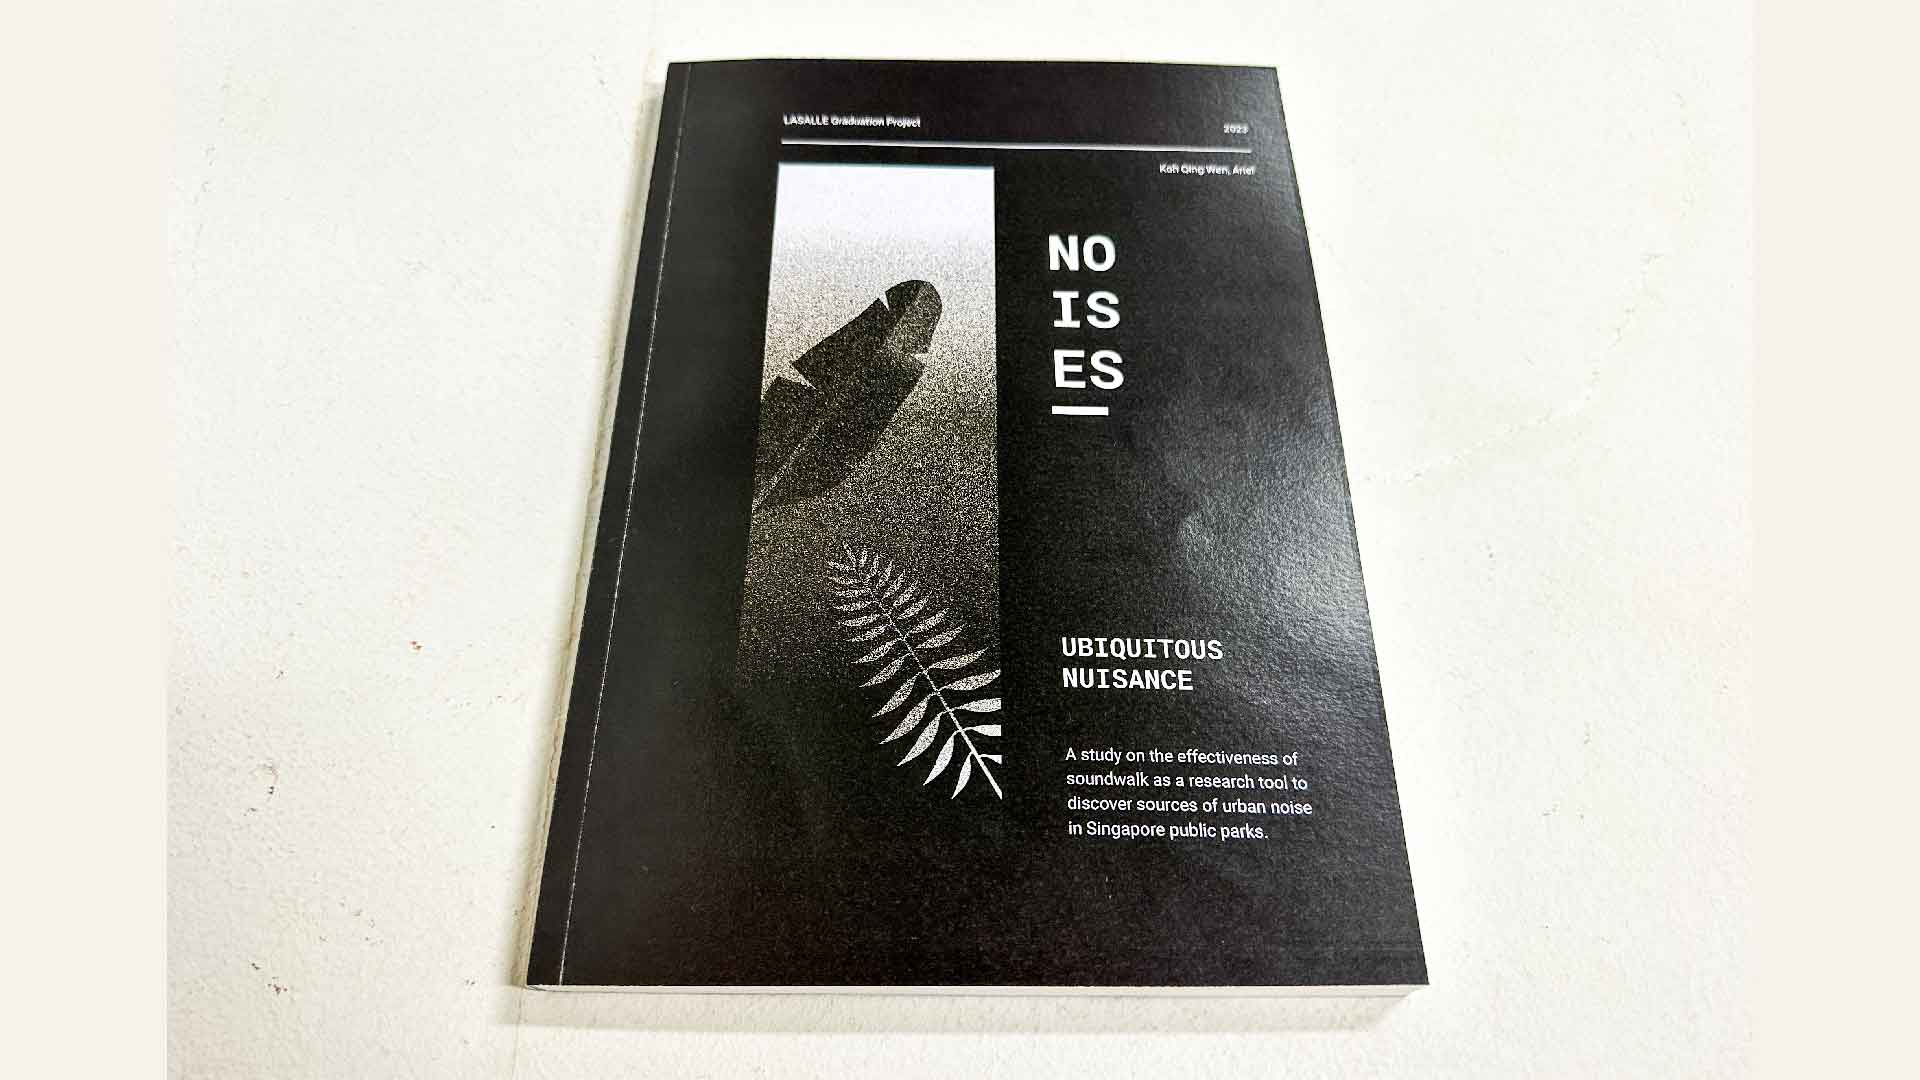 LASALLE Graduation Project
2023
Koh Qing Wen, Arief
NO
IS
ES
UBIQUITOUS
NUISANCE
A study on the effectiveness of
soundwalk as a research tool to
discover sources of urban noise
in Singapore public parks.